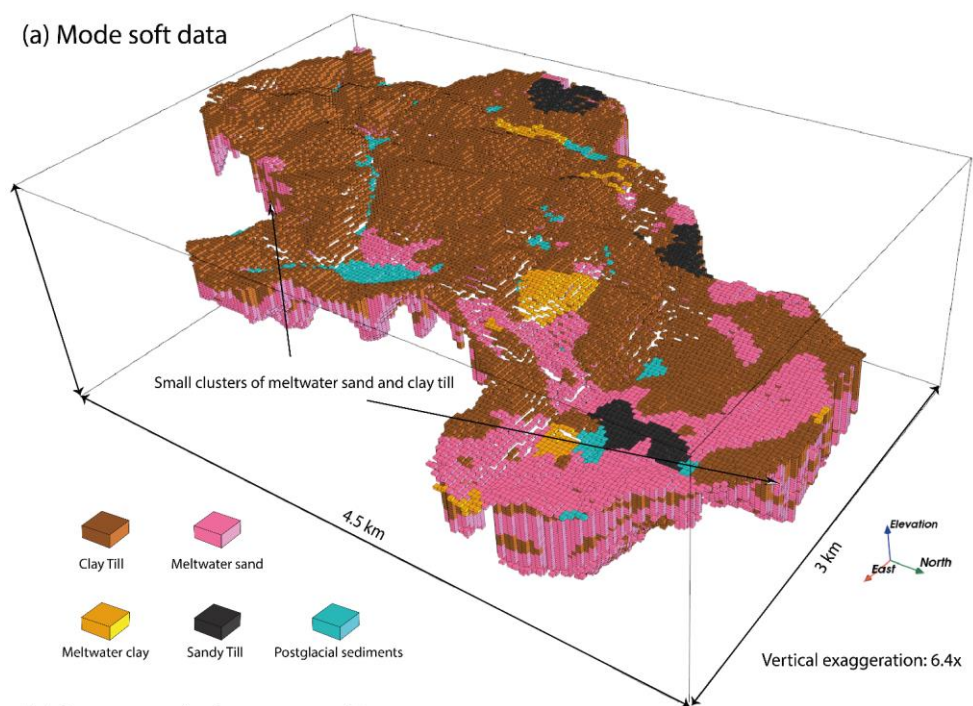 (a) Mode soft data
Small clusters of meltwater sand and clay till
4.5 km
3 km
Clay Till
Meltwater sand
Meltwater clay
Sandy Till
Postglacial sediments
Elevation
East
North
Vertical exaggeration: 6.4x